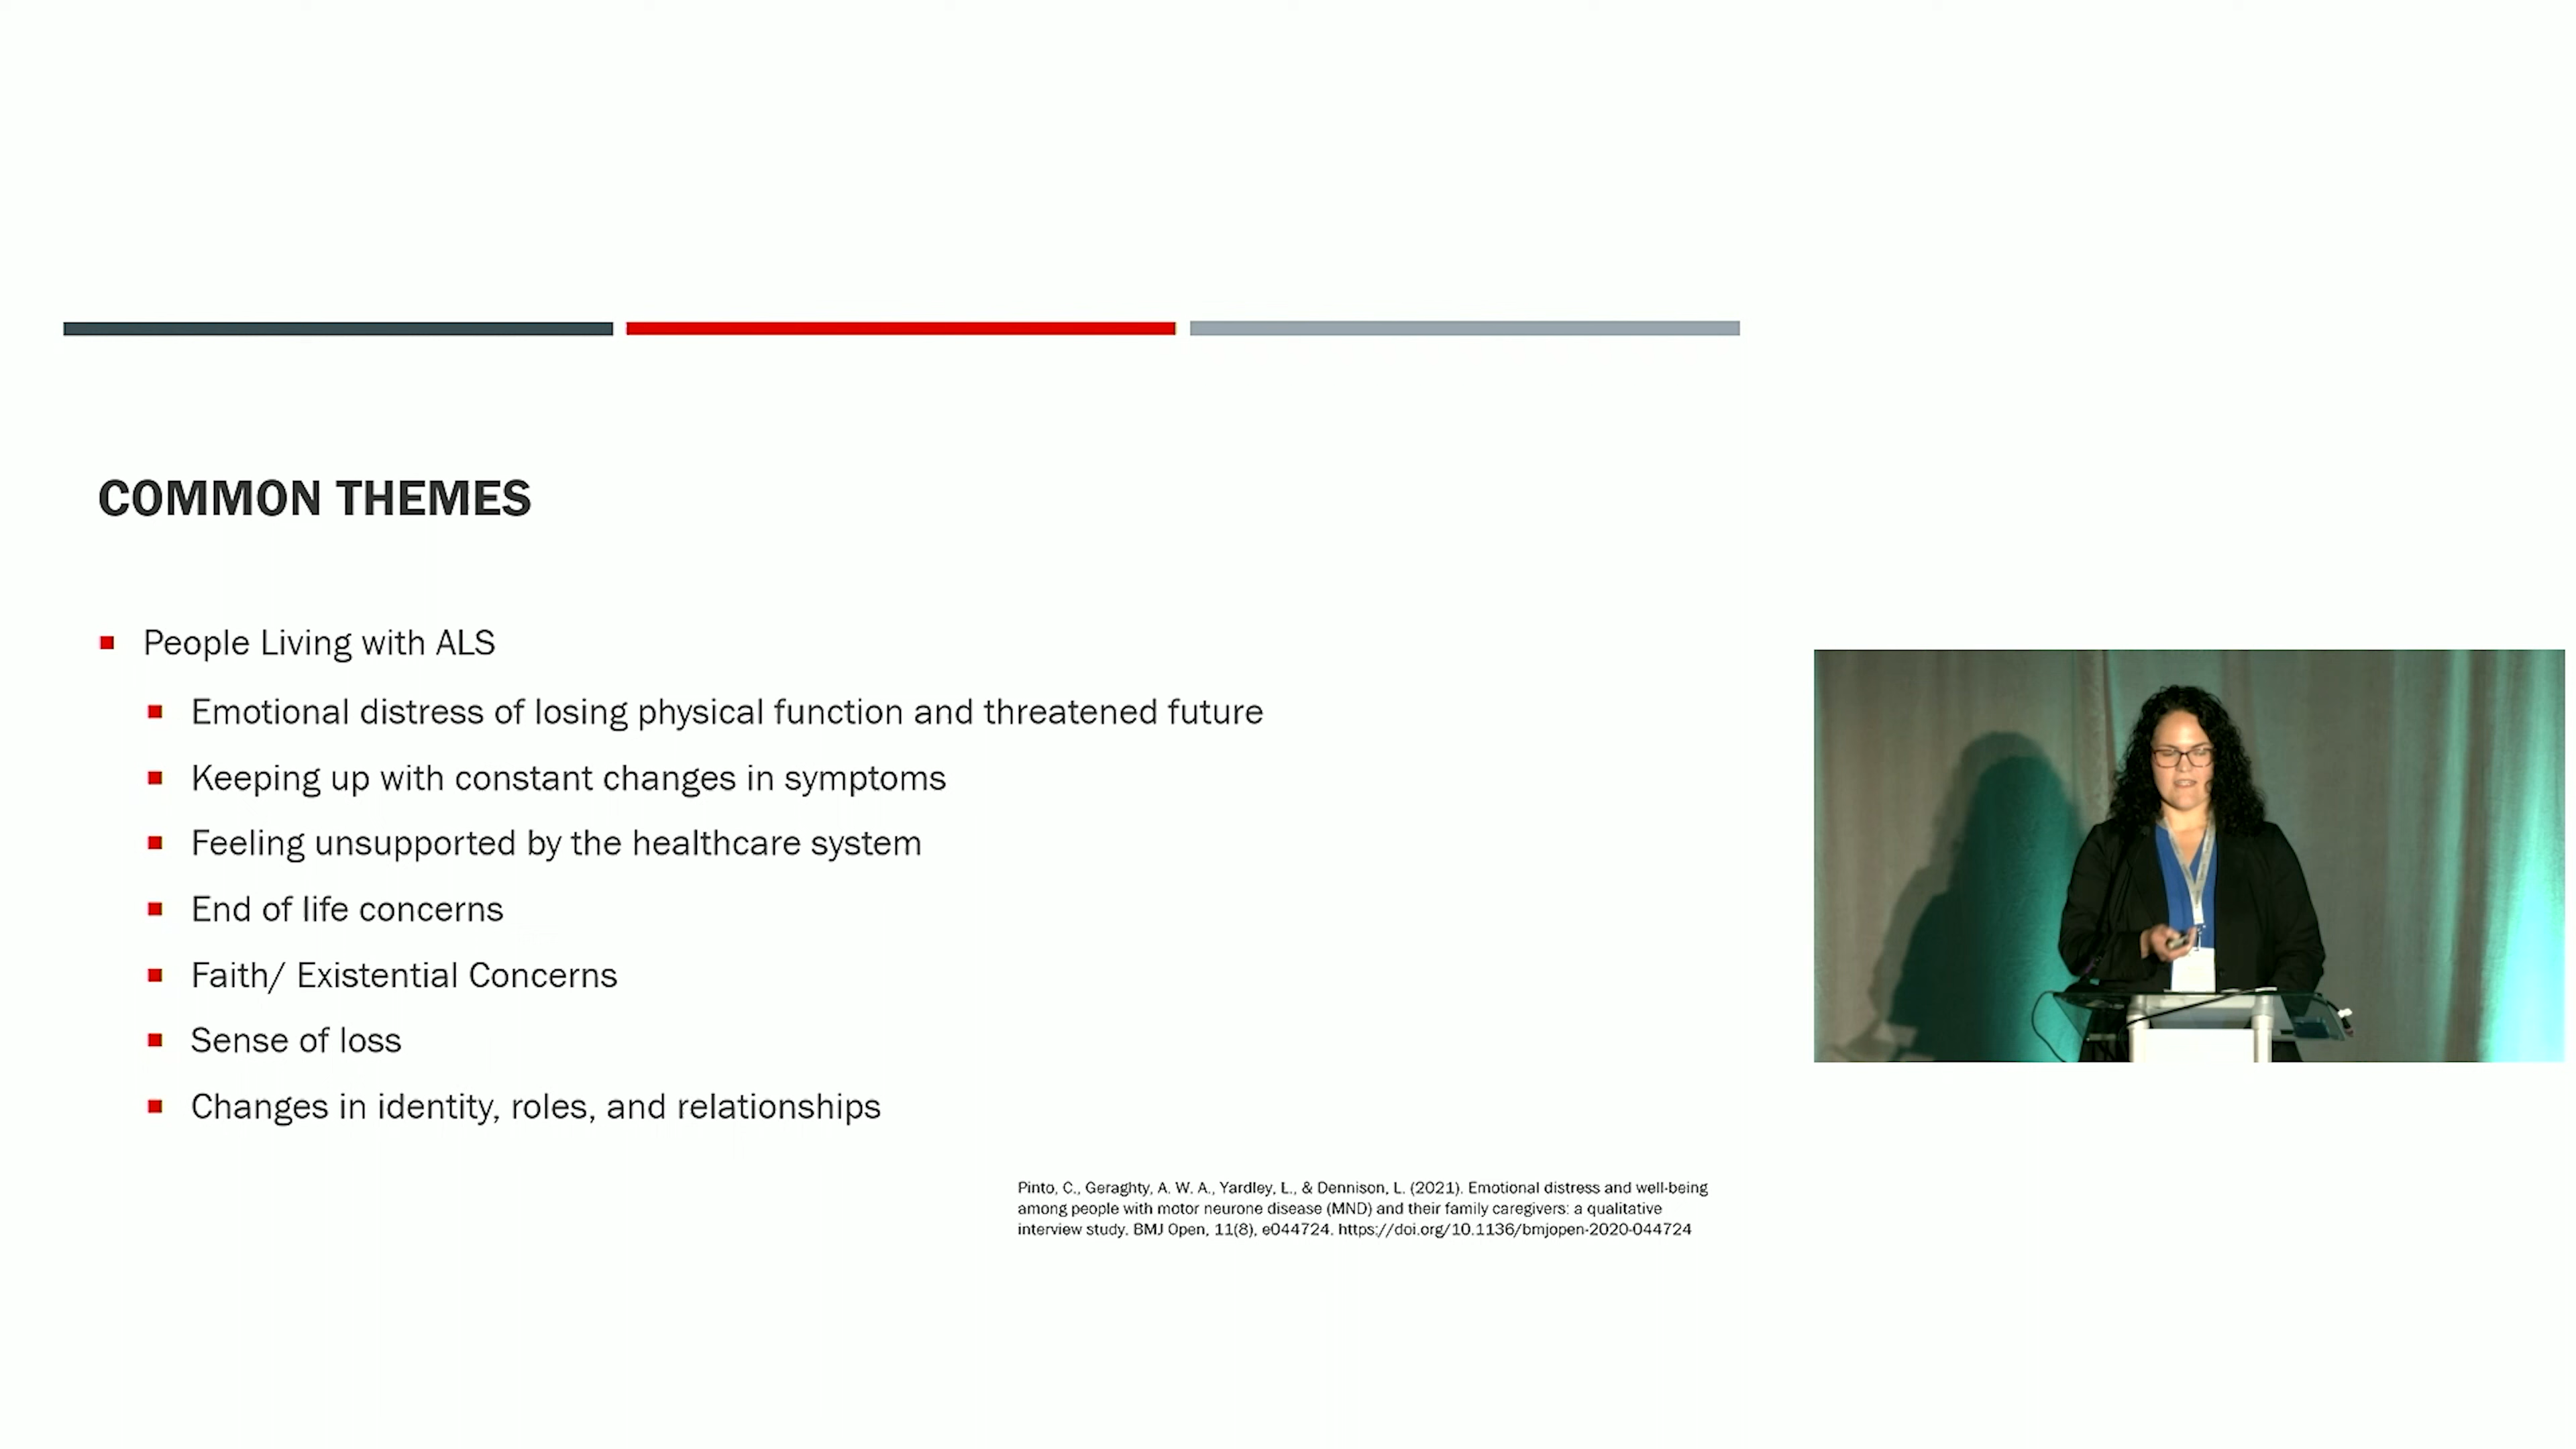 COMMON THEMES
People Living with ALS
Emotional distress of losing physical function and threatened future
Keeping up with constant changes in symptoms
Feeling unsupported by the healthcare system
End of life concerns
Faith/ Existential Concerns
Sense of loss
Changes in identity, roles, and relationships
Pinto, C., Geraghty, A. W. A., Yardley, L., & Dennison, L. (2021). Emotional distress and well-being
among people with motor neurone disease (MND) and their family caregivers: a qualitative
interview study. BMJ Open, 11(8), e044724. https://doi.org/10.1136/bmjopen-2020-044724